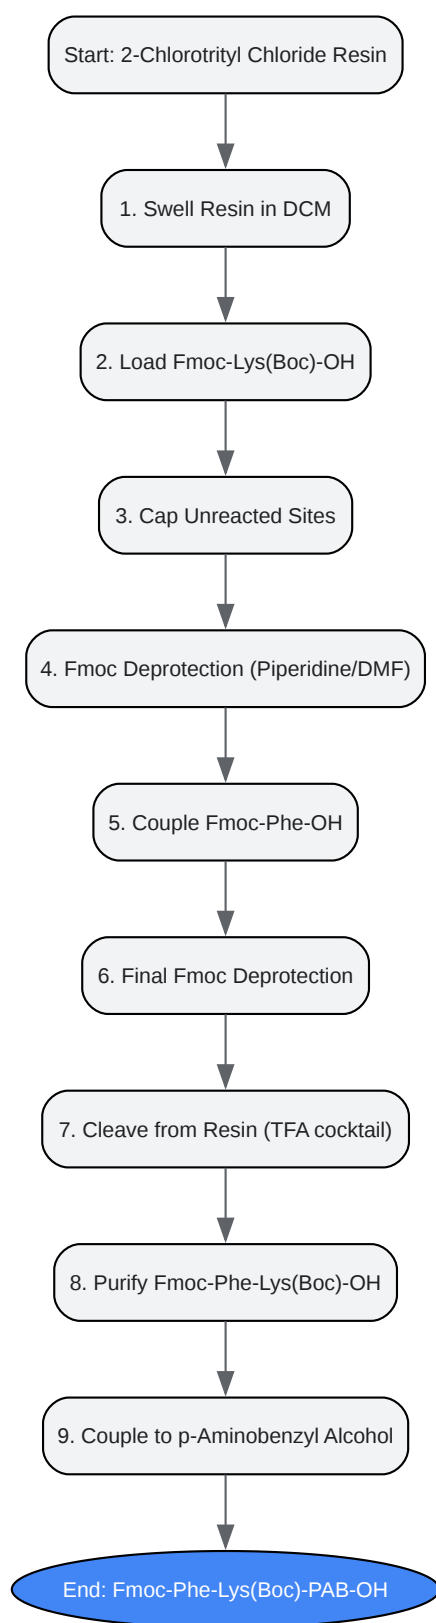 Start: 2-Chlorotrityl Chloride Resin
1. Swell Resin in DCM
2. Load Fmoc-Lys(Boc)-OH
3. Cap Unreacted Sites
4. Fmoc Deprotection (Piperidine/DMF)
5. Couple Fmoc-Phe-OH
6. Final Fmoc Deprotection
7. Cleave from Resin (TFA cocktail)
8. Purify Fmoc-Phe-Lys(Boc)-OH
9. Couple to p-Aminobenzyl Alcohol
End: Fmoc-Phe-Lys(Boc)-PAB-OH